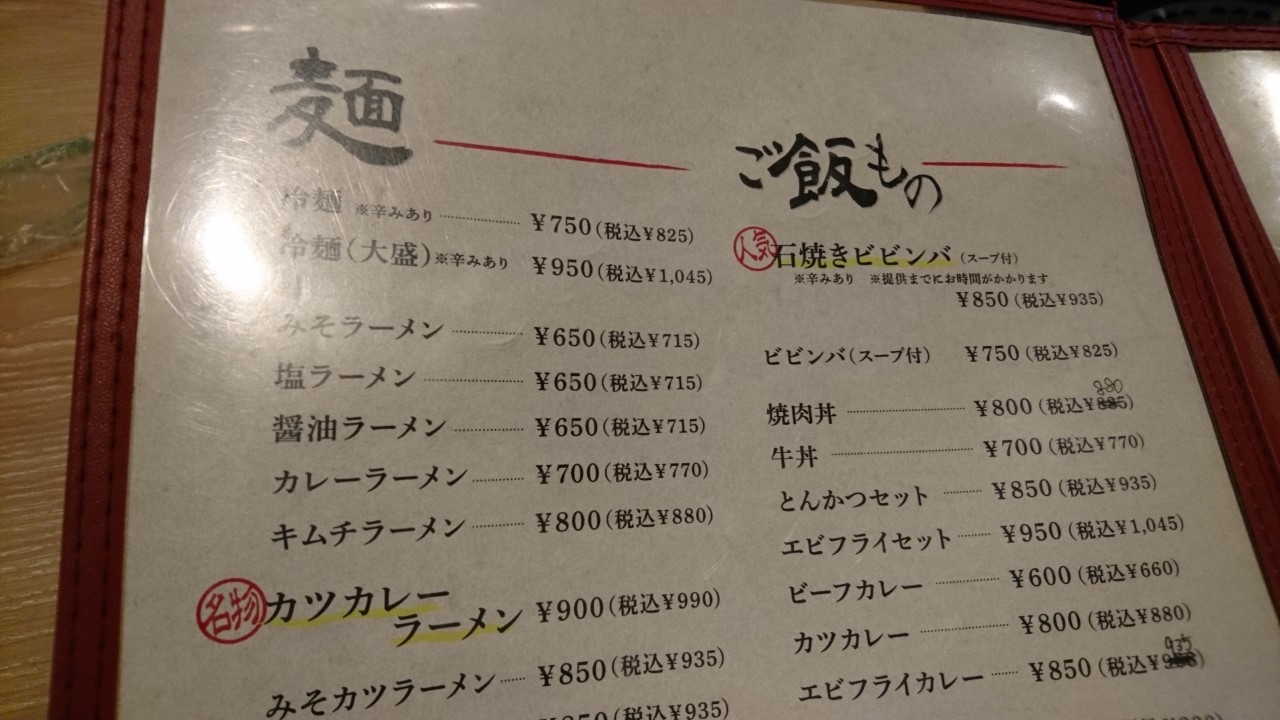 麺
冷麺 ※辛みあり ¥750(税込¥825)
冷麺(大盛)※辛みあり ¥950(税込¥1,045)
みそラーメン ¥650(税込¥715)
塩ラーメン ¥650(税込¥715)
醤油ラーメン ¥650(税込¥715)
カレーラーメン ¥700(税込¥770)
キムチラーメン ¥800(税込¥880)
名物 カツカレー
ラーメン ¥900(税込¥990)
みそカツラーメン ¥850(税込¥935)
(税込¥935)
ご飯もの
人気 石焼きビビンバ(スープ付)
※辛みあり ※提供までにお時間がかかります
¥850(税込¥935)
ビビンバ(スープ付) ¥750(税込¥825)
880
焼肉丼 ¥800(税込¥885)
牛丼 ¥700(税込¥770)
とんかつセット ¥850(税込¥935)
エビフライセット ¥950(税込¥1,045)
ビーフカレー ¥600(税込¥660)
カツカレー ¥800(税込¥880)
935
エビフライカレー ¥850(税込¥